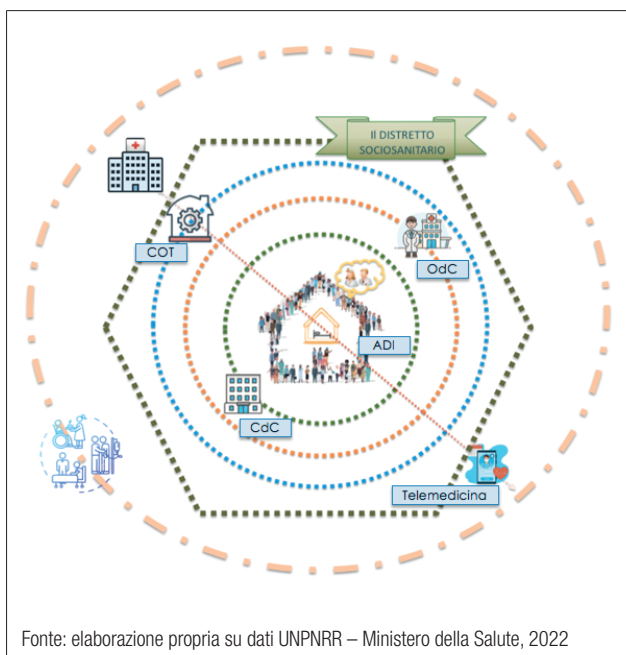 Il DISTRETTO
SOCIOSANITARIO
COT
OdC
ADI
CdC
Telemedicina
Fonte: elaborazione propria su dati UNPNRR – Ministero della Salute, 2022